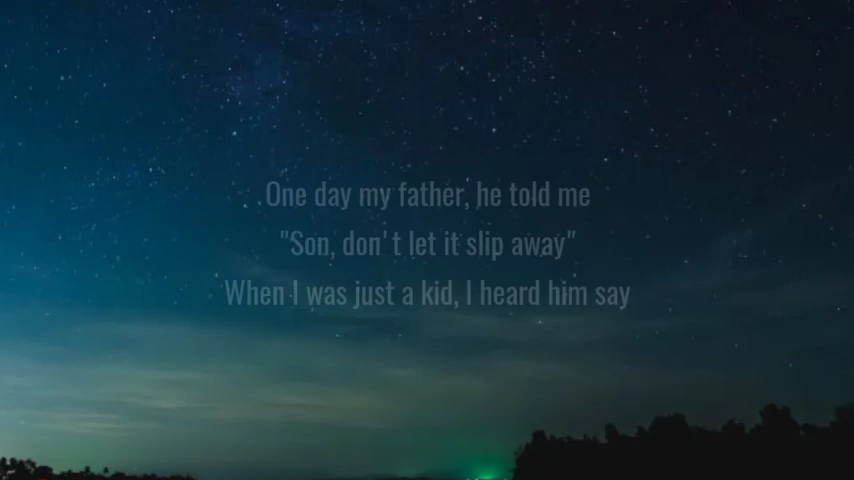 One day my father, he told me
"Son, don't let it slip away"
When I was just a kid, I heard him say